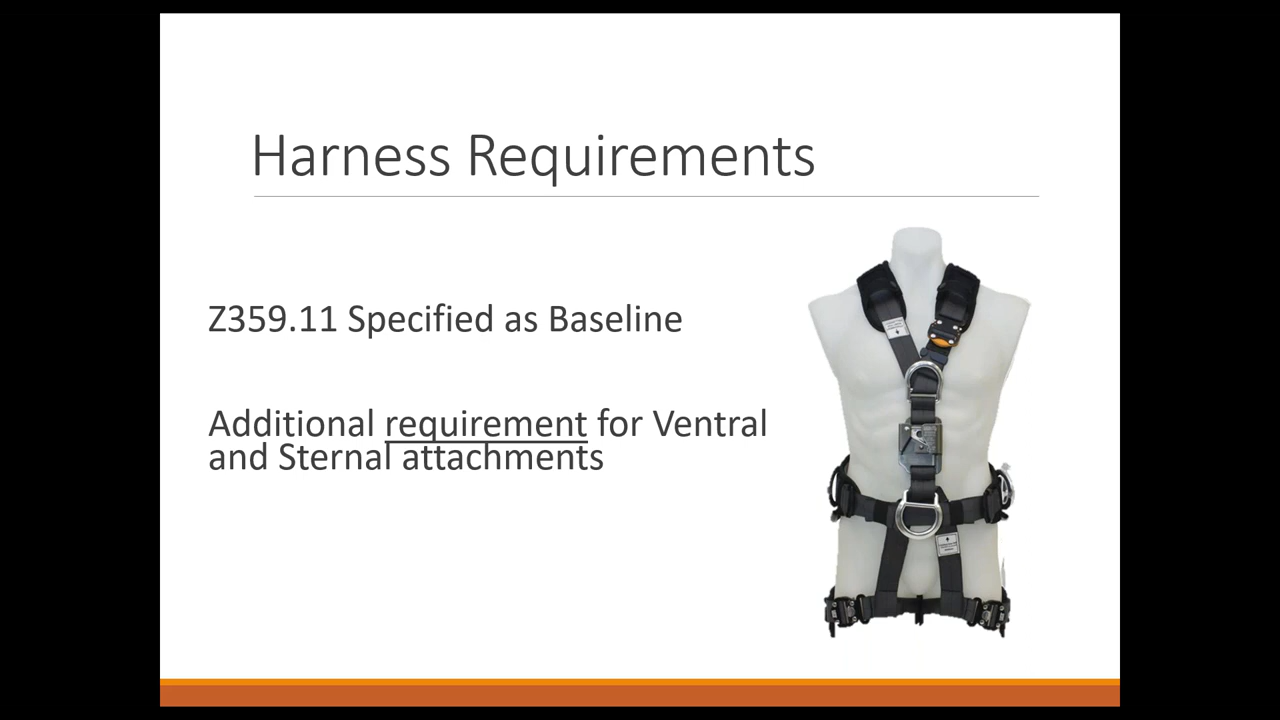 Harness Requirements
Z359.11 Specified as Baseline
Additional requirement for Ventral
and Sternal attachments